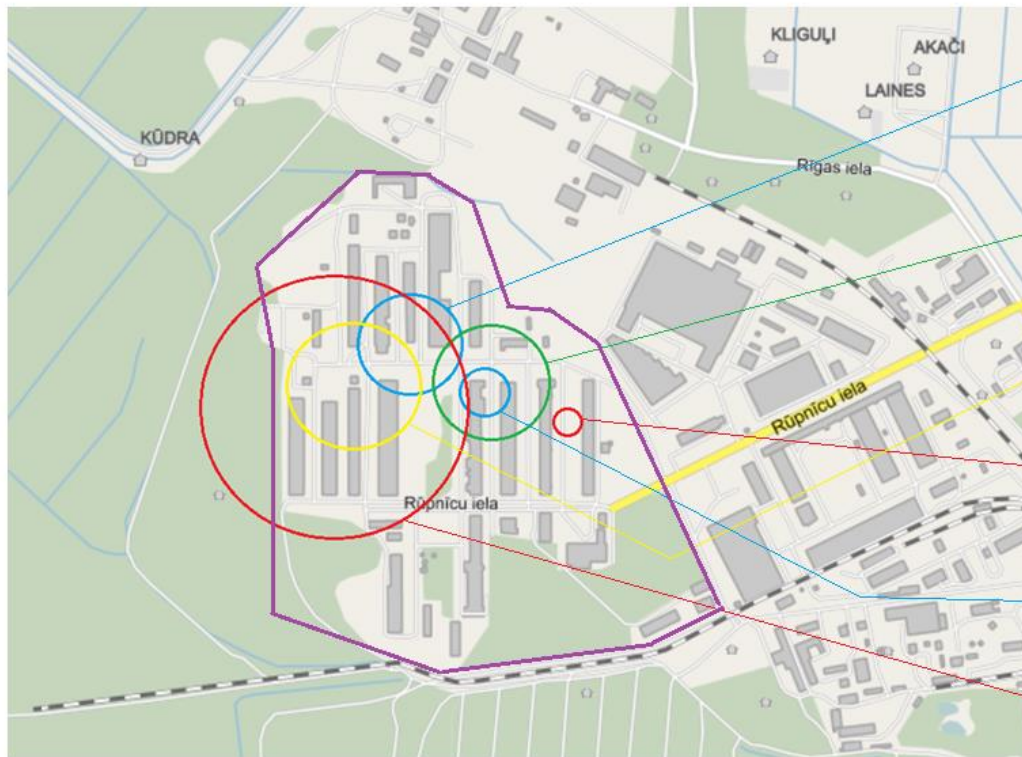 KLIGUĻI
AKAČI
LAINES
KŪDRA
Rīgas iela
Rūpnīcu iela
Rūpnīcu iela